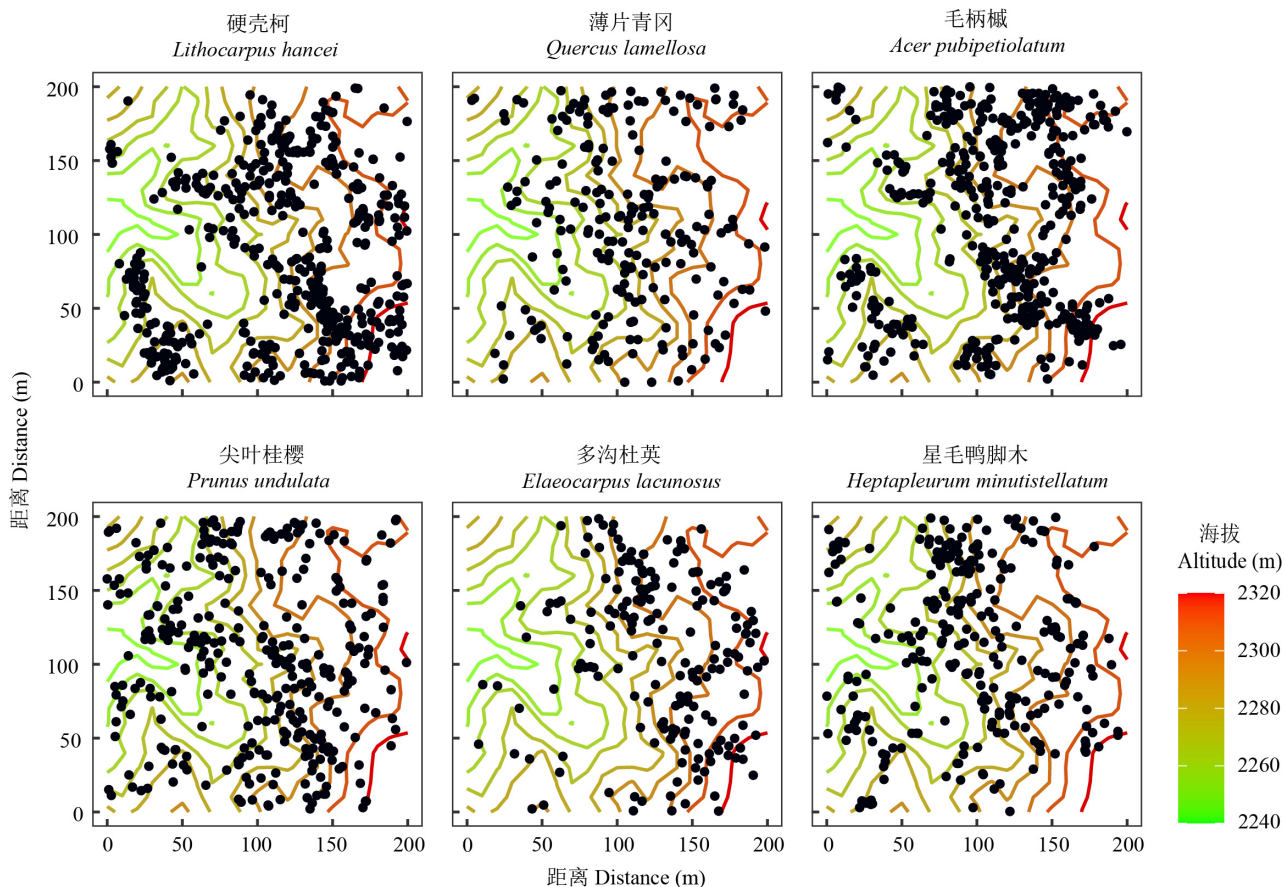 硬壳柯
Lithocarpus hancei
薄片青冈
Quercus lamellosa
毛柄槭
Acer pubipetiolatum
200
150
100
50
0
尖叶桂樱
Prunus undulata
多沟杜英
Elaeocarpus lacunosus
星毛鸭脚木
Heptapleurum minutistellatum
200
150
100
50
0
0 50 100 150 200
0 50 100 150 200
0 50 100 150 200
距离 Distance (m)
距离 Distance (m)
海拔
Altitude (m)
2320
2300
2280
2260
2240